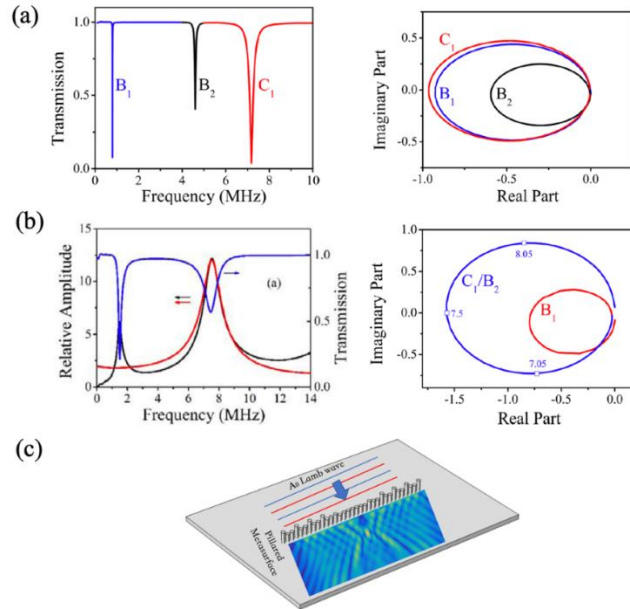 (a)
1.0
0.5
0.0
Transmission
B1
B2
C1
0 2 4 6 8 10
Frequency (MHz)
0.5
0.0
-0.5
Imaginary Part
C1
B1
B2
-1.0 -0.5 0.0
Real Part
(b)
15
12
9
6
3
0
Relative Amplitude
(a)
1.0
0.5
0.0
Transmission
0 2 4 6 8 10 12 14
Frequency (MHz)
1.0
0.5
0.0
-0.5
Imaginary Part
8.05
C1/B2
7.5
B1
7.05
-1.5 -1.0 -0.5 0.0
Real Part
(c)
A0 Lamb wave
Pillared
Metasurface